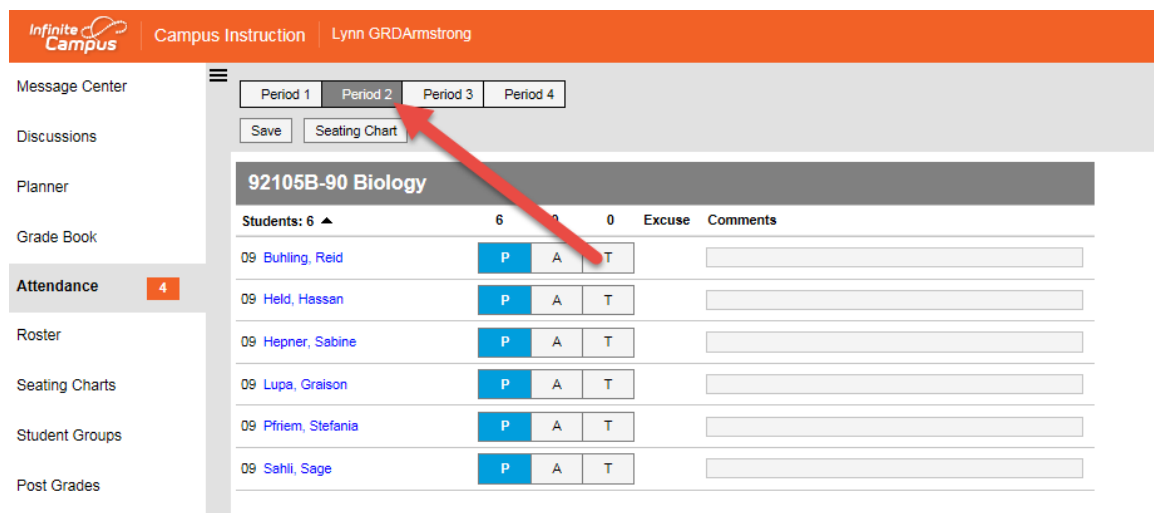 Infinite Campus
Campus Instruction
Lynn GRDArmstrong
Message Center
Discussions
Planner
Grade Book
Attendance 4
Roster
Seating Charts
Student Groups
Post Grades
Period 1 Period 2 Period 3 Period 4
Save Seating Chart
92105B-90 Biology
Students: 6 6 0 Excuse Comments
09 Buhling, Reid P A T
09 Held, Hassan P A T
09 Hepner, Sabine P A T
09 Lupa, Graison P A T
09 Pfriem, Stefania P A T
09 Sahli, Sage P A T